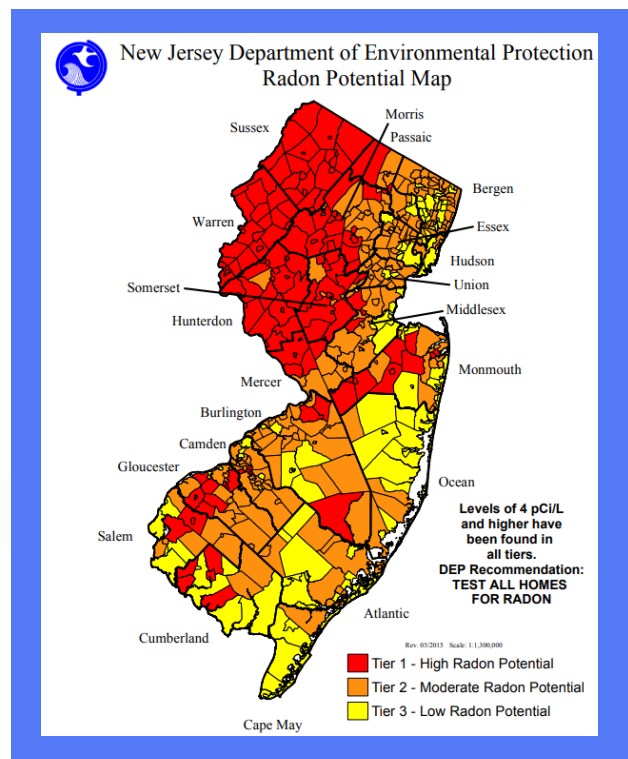 New Jersey Department of Environmental Protection
Radon Potential Map
Morris
Sussex
Passaic
Bergen
Warren
Essex
Hudson
Somerset
Union
Hunterdon
Middlesex
Monmouth
Mercer
Burlington
Camden
Gloucester
Ocean
Levels of 4 pCi/L
and higher have
been found in
all tiers.
DEP Recommendation:
TEST ALL HOMES
FOR RADON
Salem
Atlantic
Cumberland
Rev. 05/2015 Scale: 1:1,300,000
Tier 1 - High Radon Potential
Tier 2 - Moderate Radon Potential
Tier 3 - Low Radon Potential
Cape May